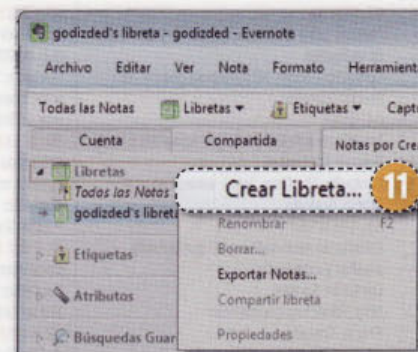 godizded's libreta - godizded - Evernote
Archivo Editar Ver Nota Formato Herramient
Todas las Notas Libretas Etiquetas Capt
Cuenta Compartida Notas por Cre
Libretas
Todas las Notas
godizded's libret
Crear Libreta... 11
Renombrar F2
Etiquetas
Borrar...
Exportar Notas...
Atributos
Compartir libreta
Búsquedas Guar
Propiedades